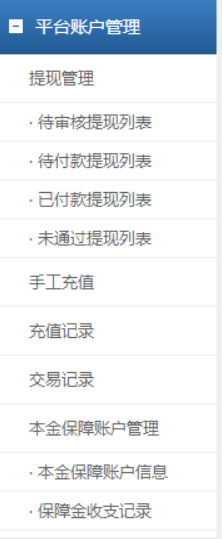 平台账户管理
提现管理
· 待审核提现列表
· 待付款提现列表
· 已付款提现列表
· 未通过提现列表
手工充值
充值记录
交易记录
本金保障账户管理
· 本金保障账户信息
· 保障金收支记录